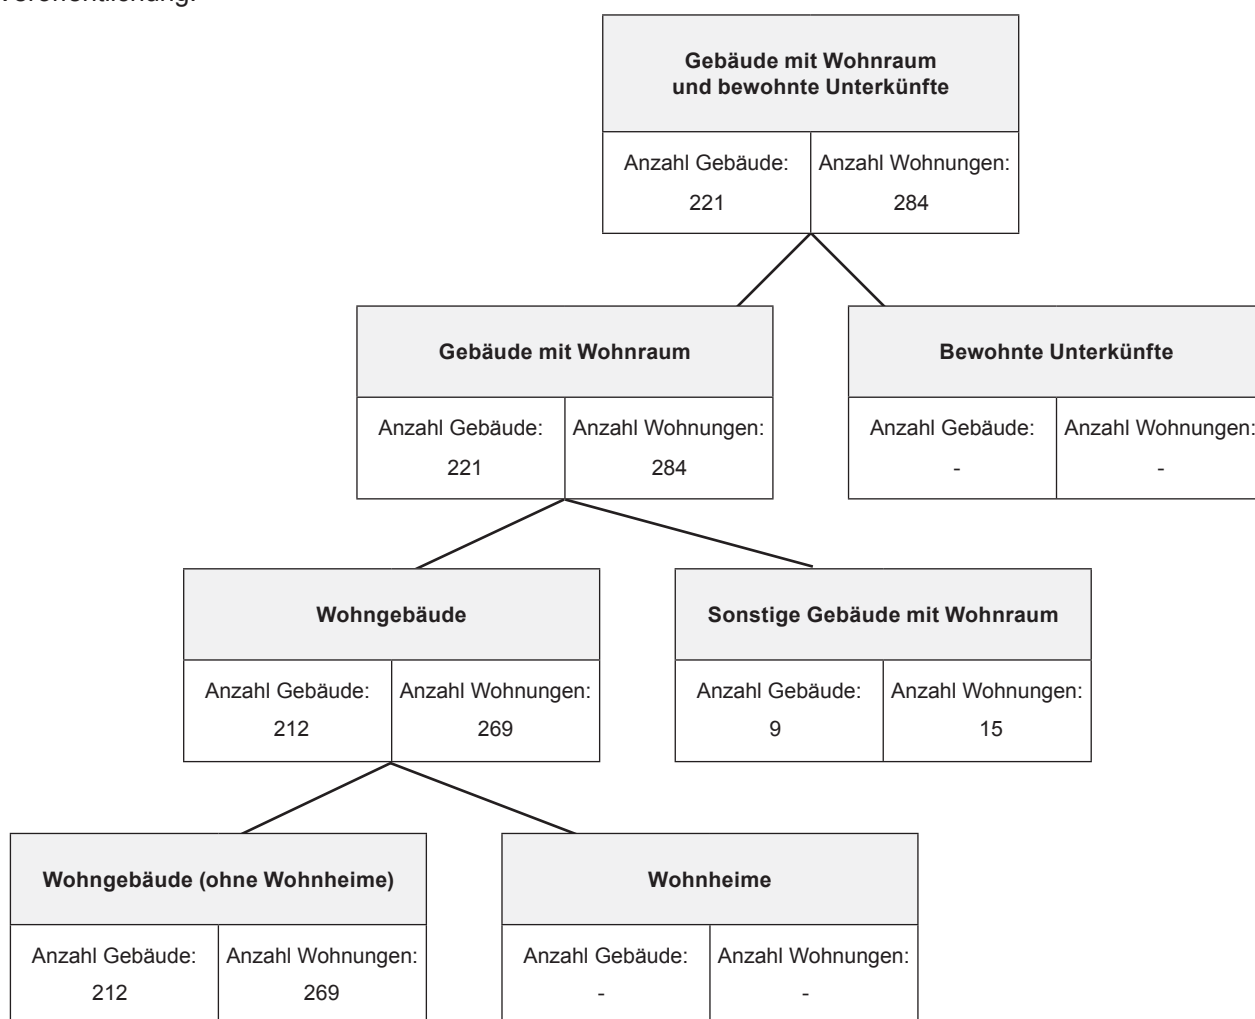 Veröffentlichung.
Gebäude mit Wohnraum
und bewohnte Unterkünfte
Anzahl Gebäude: Anzahl Wohnungen:
221 284
Gebäude mit Wohnraum
Anzahl Gebäude: Anzahl Wohnungen:
221 284
Bewohnte Unterkünfte
Anzahl Gebäude: Anzahl Wohnungen:
- -
Wohngebäude
Anzahl Gebäude: Anzahl Wohnungen:
212 269
Sonstige Gebäude mit Wohnraum
Anzahl Gebäude: Anzahl Wohnungen:
9 15
Wohngebäude (ohne Wohnheime)
Anzahl Gebäude: Anzahl Wohnungen:
212 269
Wohnheime
Anzahl Gebäude: Anzahl Wohnungen:
- -